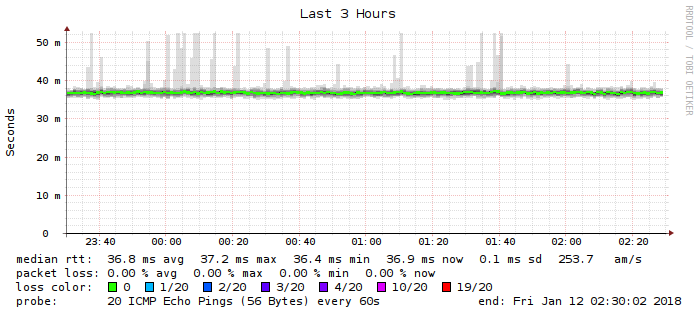 Last 3 Hours
RRDTOOL / TOBI OETIKER
Seconds
50 m
40 m
30 m
20 m
10 m
0
23:40 00:00 00:20 00:40 01:00 01:20 01:40 02:00 02:20
median rtt: 36.8 ms avg 37.2 ms max 36.4 ms min 36.9 ms now 0.1 ms sd 253.7 am/s
packet loss: 0.00 % avg 0.00 % max 0.00 % min 0.00 % now
loss color: 0 1/20 2/20 3/20 4/20 10/20 19/20
probe: 20 ICMP Echo Pings (56 Bytes) every 60s end: Fri Jan 12 02:30:02 2018